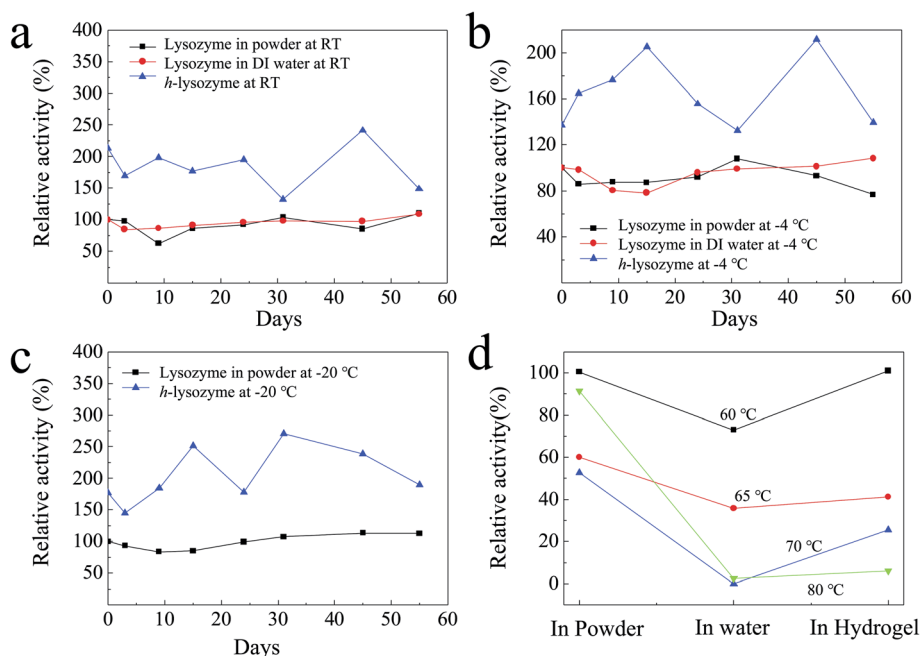 a
400
350
300
250
200
150
100
50
Relative activity (%)
Lysozyme in powder at RT
Lysozyme in DI water at RT
h-lysozyme at RT
0 10 20 30 40 50 60
Days
b
200
160
120
80
40
Relative activity (%)
Lysozyme in powder at -4 ℃
Lysozyme in DI water at -4 ℃
h-lysozyme at -4 ℃
0 10 20 30 40 50 60
Days
c
400
350
300
250
200
150
100
50
Relative activity (%)
Lysozyme in powder at -20 ℃
h-lysozyme at -20 ℃
0 10 20 30 40 50 60
Days
d
100
80
60
40
20
0
Relative activity(%)
60 ℃
65 ℃
70 ℃
80 ℃
In Powder In water In Hydrogel